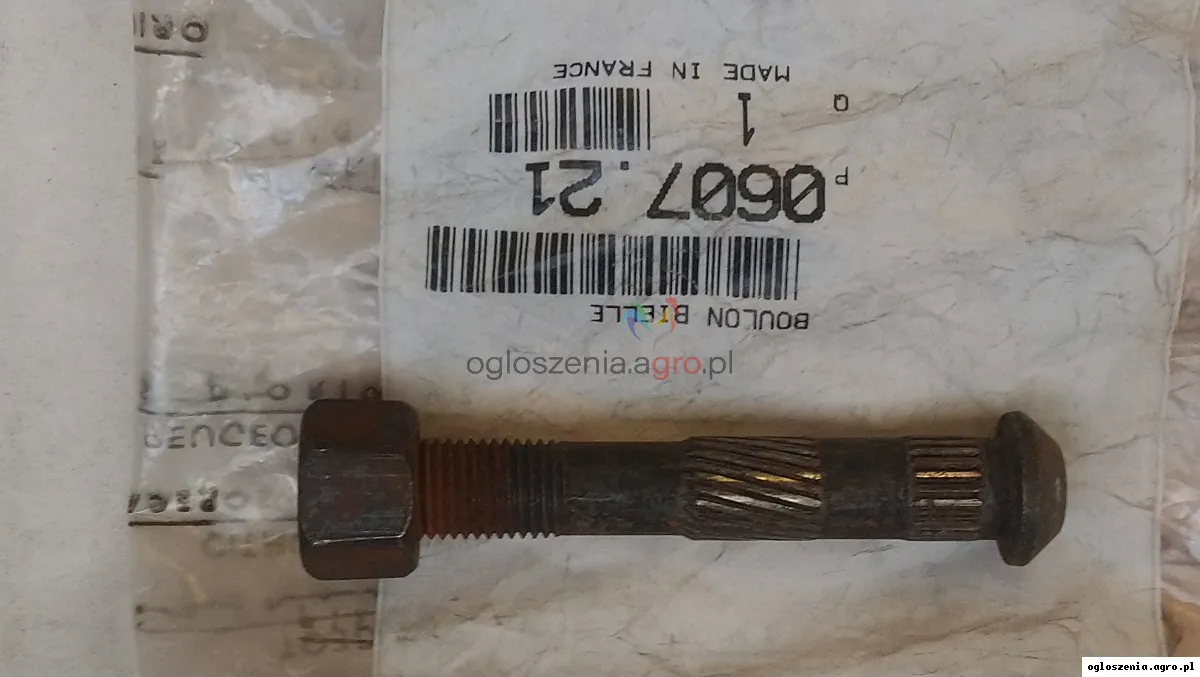 BOULON BIELLE
P 0607.21
Q 1
MADE IN FRANCE
ogloszenia.agro.pl
ogloszenia.agro.pl